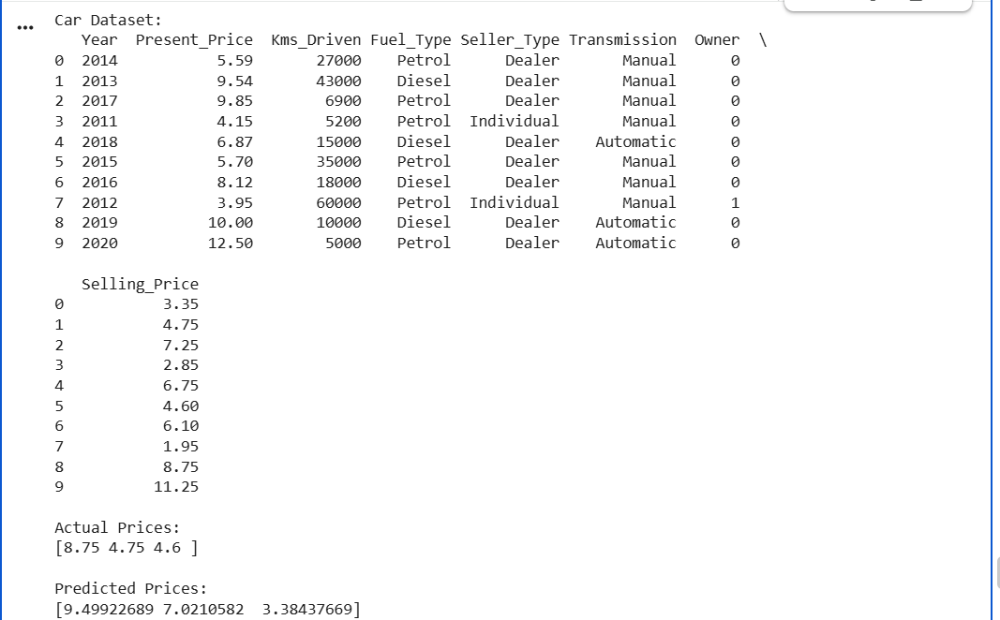 Car Dataset:
   Year  Present_Price  Kms_Driven Fuel_Type Seller_Type Transmission  Owner  \
0  2014           5.59       27000    Petrol      Dealer       Manual      0
1  2013           9.54       43000    Diesel      Dealer       Manual      0
2  2017           9.85        6900    Petrol      Dealer       Manual      0
3  2011           4.15        5200    Petrol  Individual       Manual      0
4  2018           6.87       15000    Diesel      Dealer    Automatic      0
5  2015           5.70       35000    Petrol      Dealer       Manual      0
6  2016           8.12       18000    Diesel      Dealer       Manual      0
7  2012           3.95       60000    Petrol  Individual       Manual      1
8  2019          10.00       10000    Diesel      Dealer    Automatic      0
9  2020          12.50        5000    Petrol      Dealer    Automatic      0

   Selling_Price
0           3.35
1           4.75
2           7.25
3           2.85
4           6.75
5           4.60
6           6.10
7           1.95
8           8.75
9          11.25

Actual Prices:
[8.75 4.75 4.6 ]

Predicted Prices:
[9.49922689 7.0210582  3.38437669]